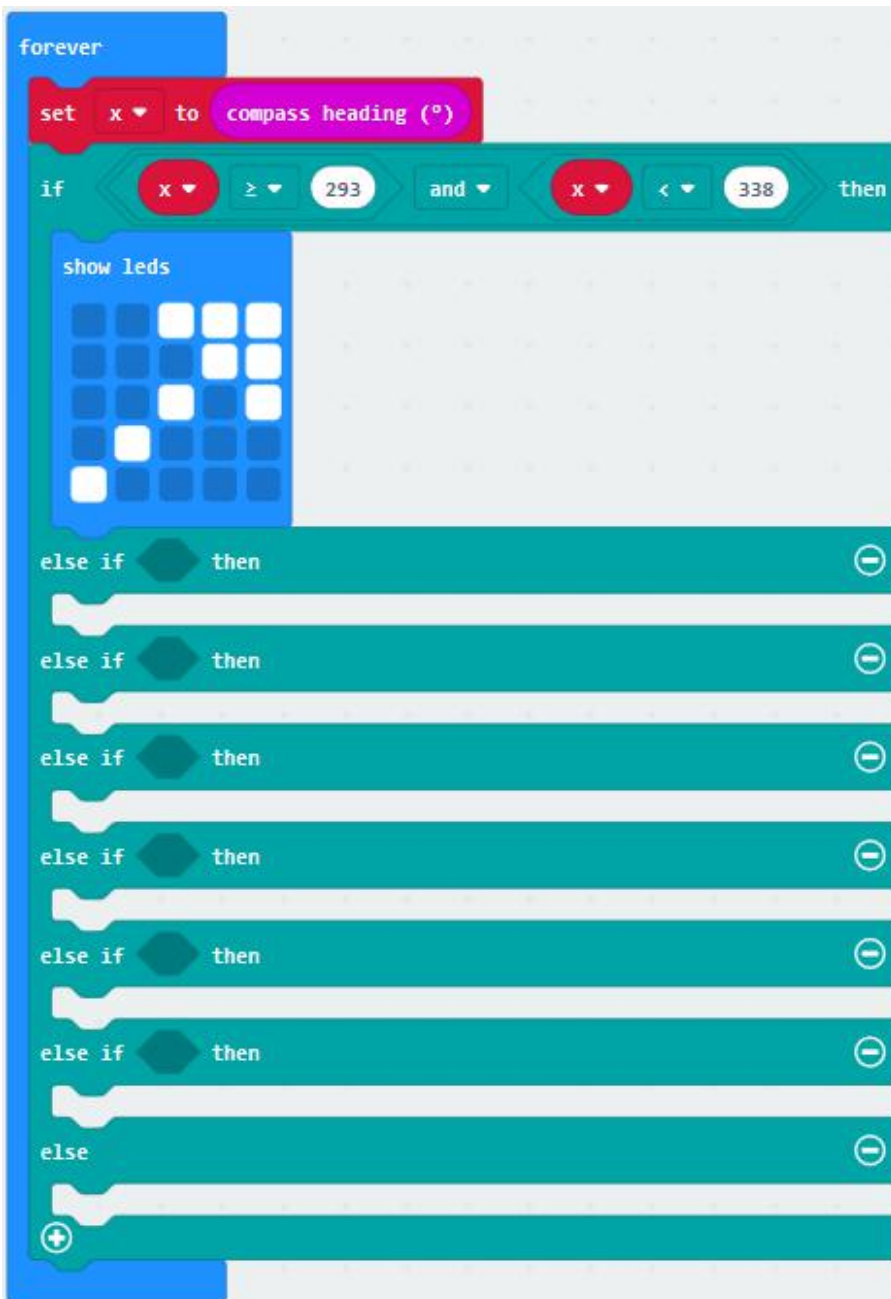 forever
set x to compass heading (°)
if x ≥ 293 and x < 338 then
show leds
else if then
else if then
else if then
else if then
else if then
else if then
else